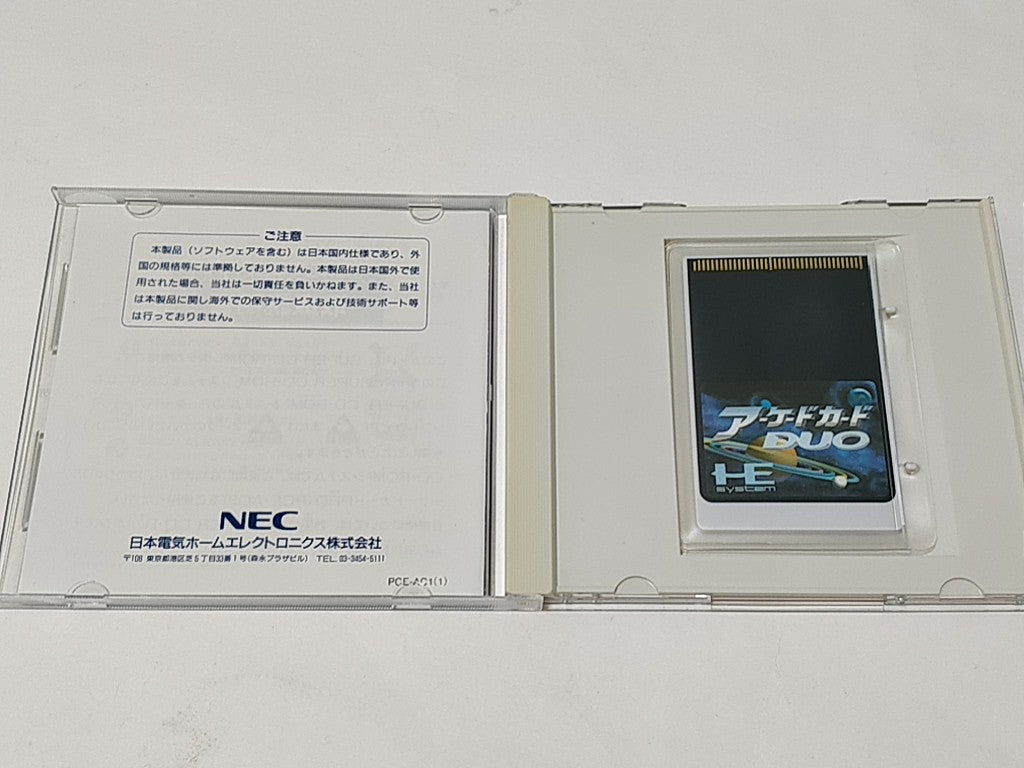 ご注意
本製品（ソフトウェアを含む）は日本国内仕様であり、外
国の規格等には準拠しておりません。本製品は日本国外で使
用された場合、当社は一切責任を負いかねます。また、当社
は本製品に関し海外での保守サービスおよび技術サポート等
は行っておりません。
NEC
日本電気ホームエレクトロニクス株式会社
〒108 東京都港区芝5丁目33番1号(森永プラザビル) TEL.03-3454-5111
PCE-AC1(1)
アーケードカード
DUO
HE
system